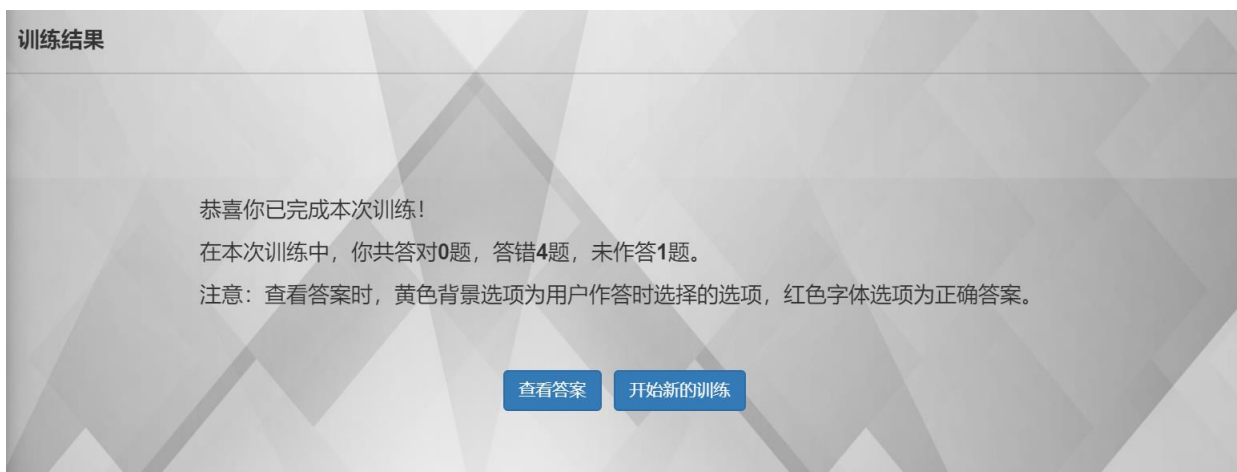 训练结果
恭喜你已完成本次训练！
在本次训练中，你共答对0题，答错4题，未作答1题。
注意：查看答案时，黄色背景选项为用户作答时选择的选项，红色字体选项为正确答案。
查看答案 开始新的训练